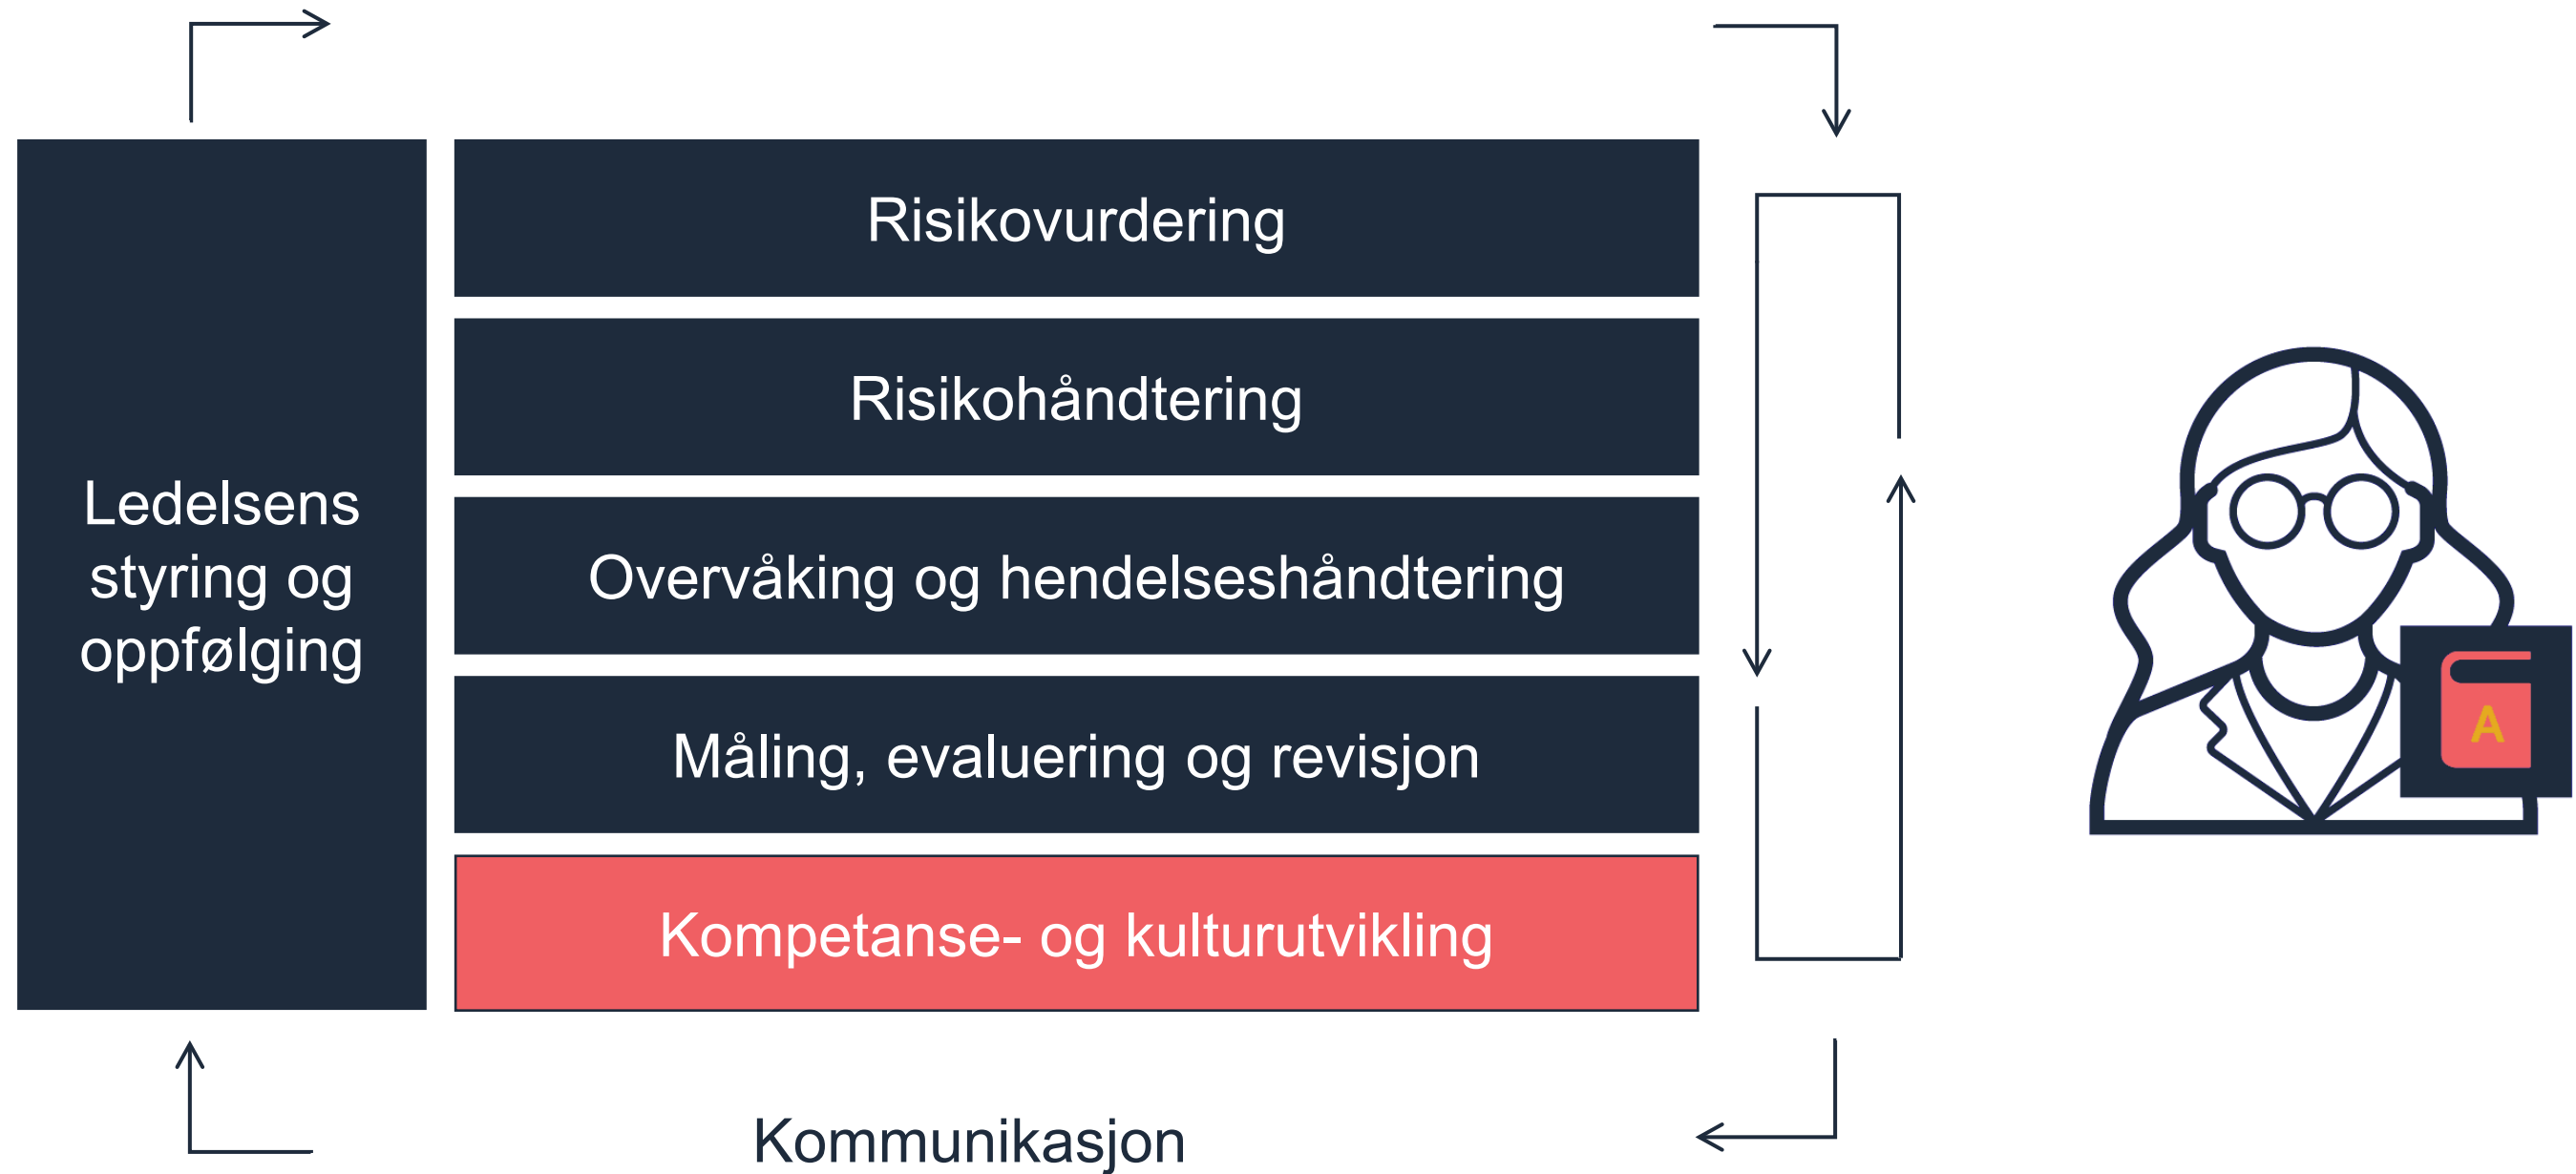 Ledelsens
styring og
oppfølging
Risikovurdering
Risikohåndtering
Overvåking og hendelseshåndtering
Måling, evaluering og revisjon
Kompetanse- og kulturutvikling
A
Kommunikasjon